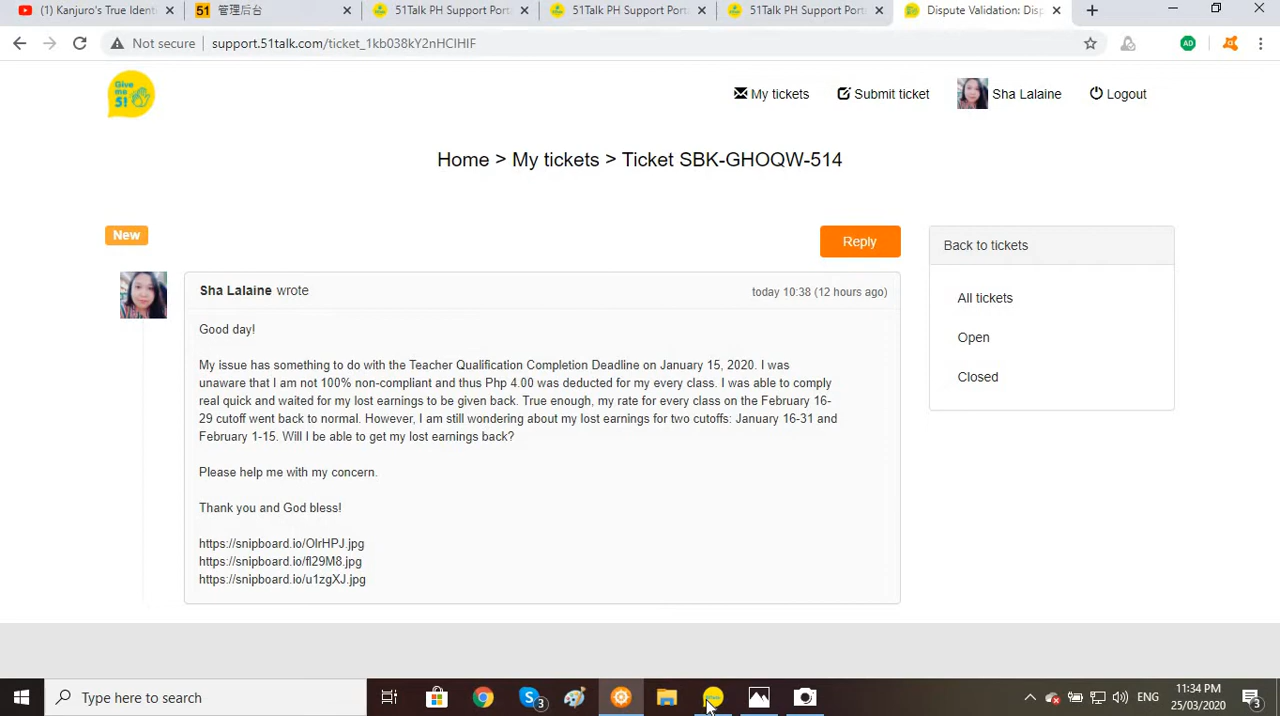 (1) Kanjuro's True Identi
51 管理后台
51Talk PH Support Port
51Talk PH Support Port
51Talk PH Support Port
Dispute Validation: Disp
Not secure | support.51talk.com/ticket_1kb038kY2nHCIHIF
AD
Give me 51
My tickets
Submit ticket
Sha Lalaine
Logout
Home > My tickets > Ticket SBK-GHOQW-514
New
Reply
Back to tickets
Sha Lalaine wrote
today 10:38 (12 hours ago)
All tickets
Open
Closed
Good day!
My issue has something to do with the Teacher Qualification Completion Deadline on January 15, 2020. I was
unaware that I am not 100% non-compliant and thus Php 4.00 was deducted for my every class. I was able to comply
real quick and waited for my lost earnings to be given back. True enough, my rate for every class on the February 16-
29 cutoff went back to normal. However, I am still wondering about my lost earnings for two cutoffs: January 16-31 and
February 1-15. Will I be able to get my lost earnings back?
Please help me with my concern.
Thank you and God bless!
https://snipboard.io/OlrHPJ.jpg
https://snipboard.io/fl29M8.jpg
https://snipboard.io/u1zgXJ.jpg
Type here to search
3
ENG
11:34 PM
25/03/2020
3